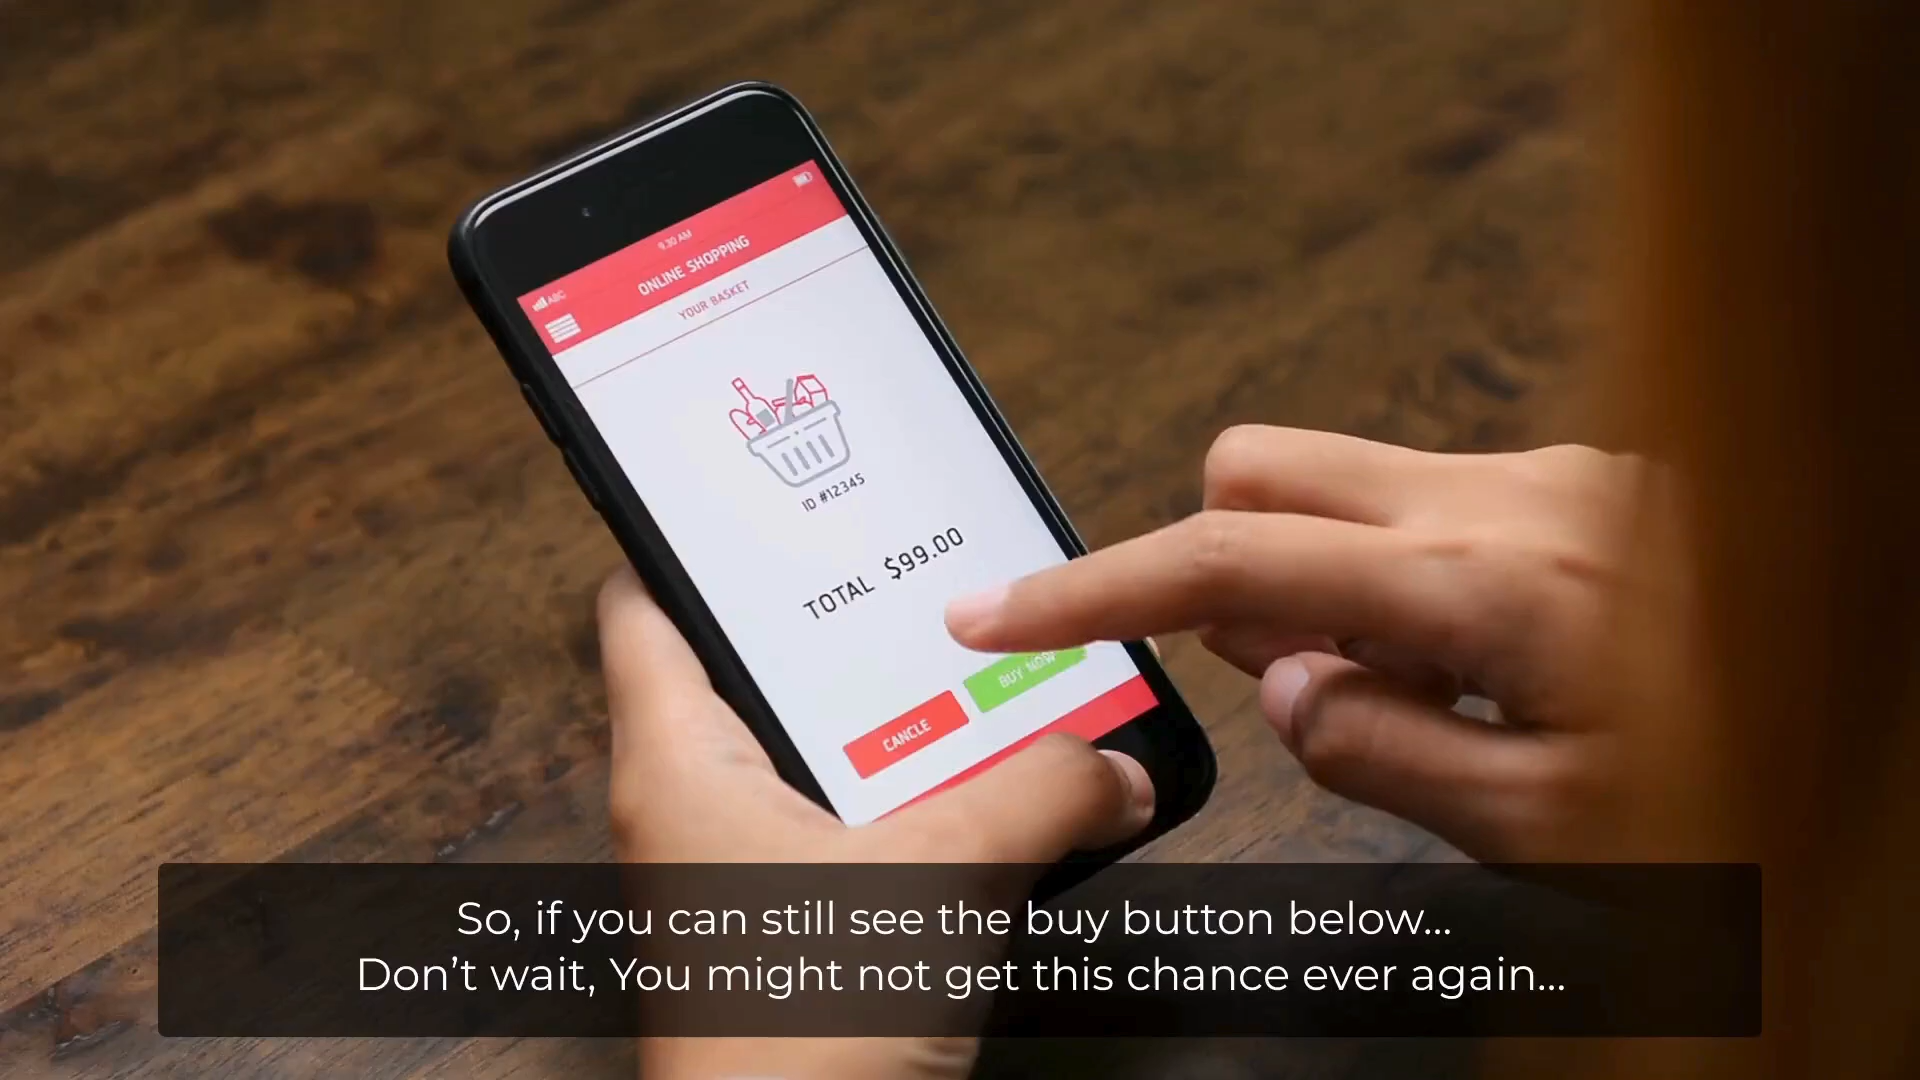 9.30 AM
ABC
ONLINE SHOPPING
YOUR BASKET
ID #12345
TOTAL $99.00
CANCLE
BUY NOW
So, if you can still see the buy button below...
Don't wait, You might not get this chance ever again...